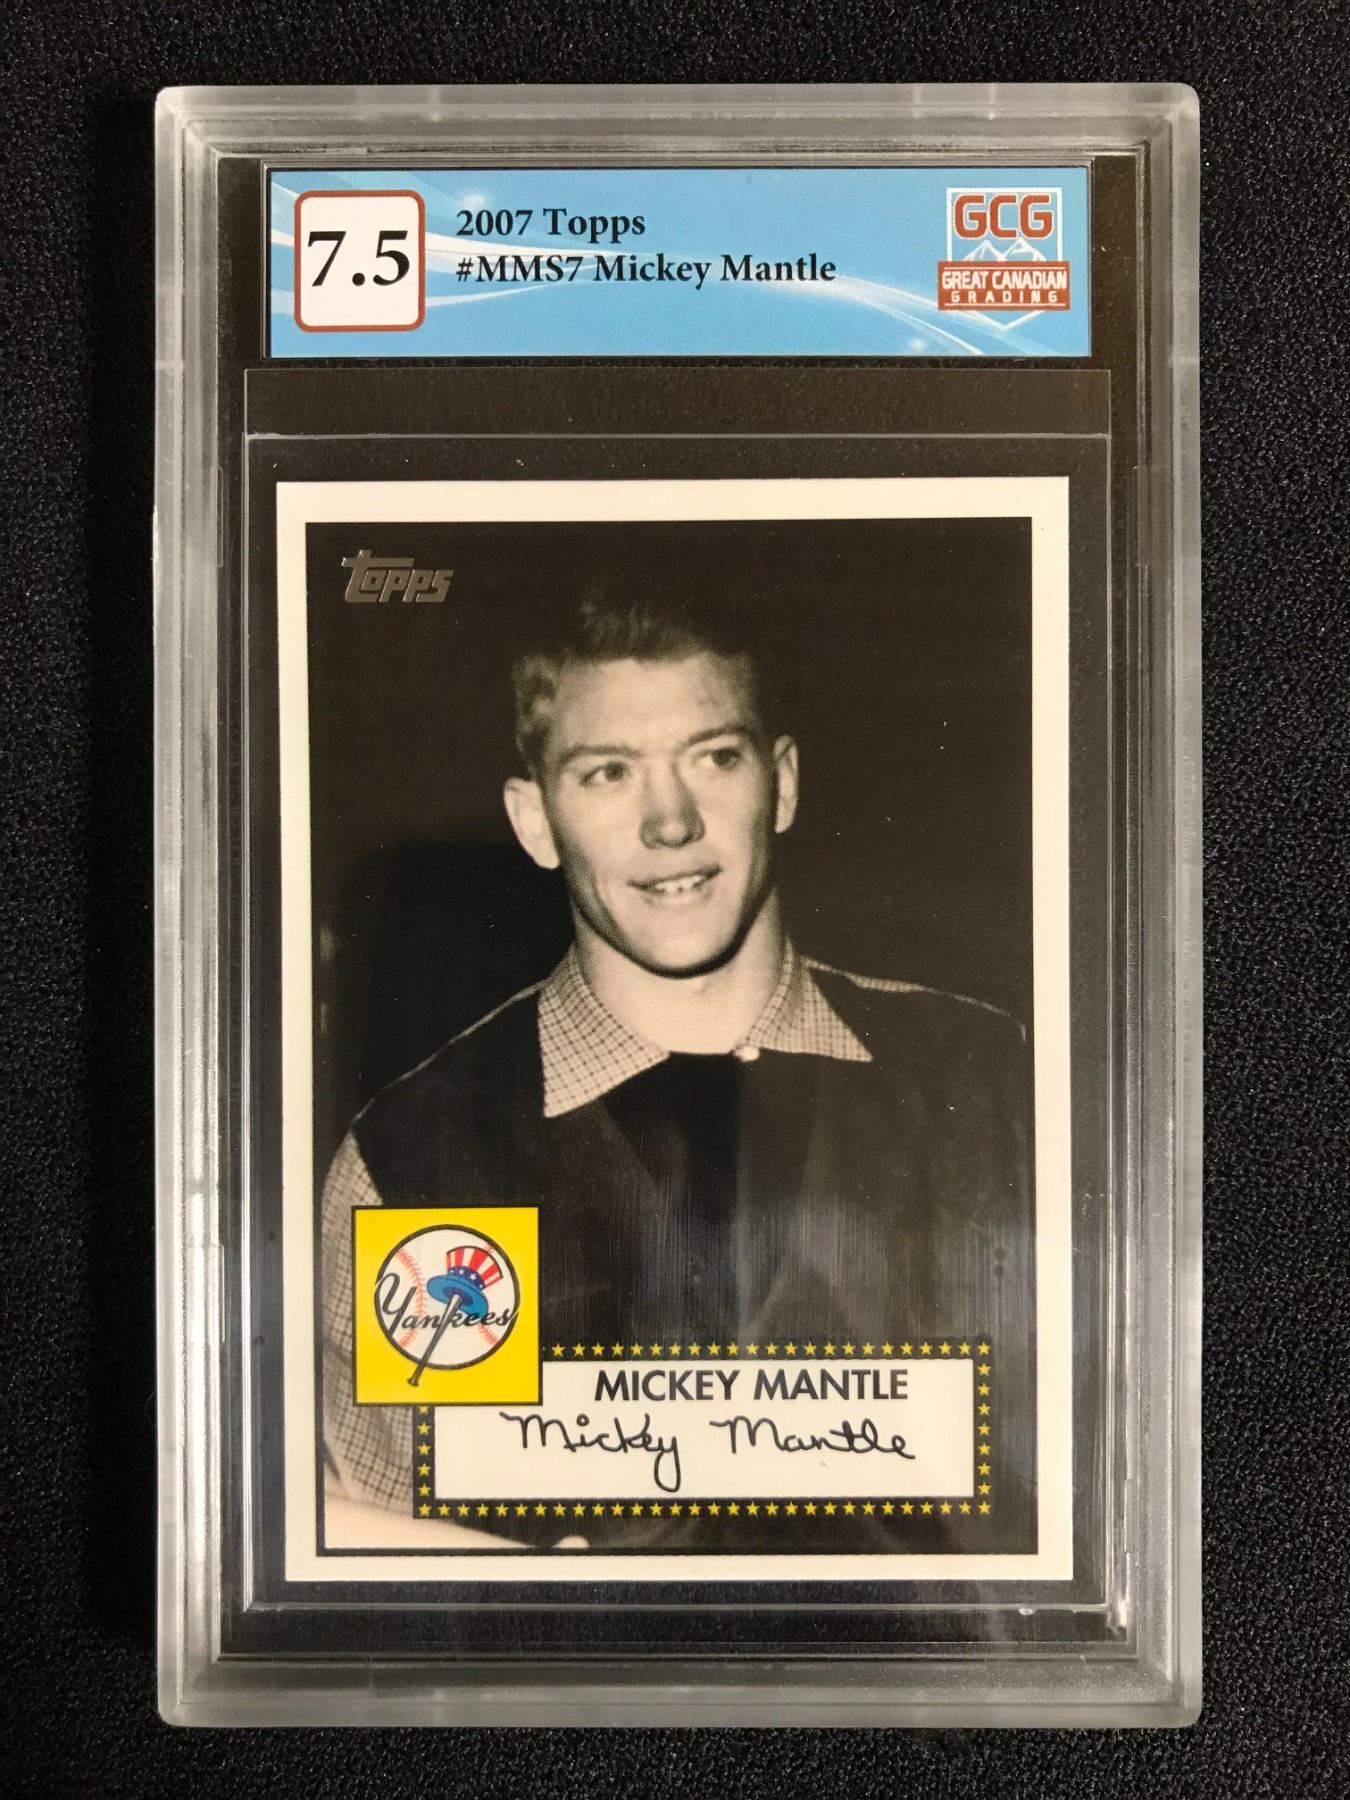 7.5
2007 Topps
#MMS7 Mickey Mantle
GCG
GREAT CANADIAN
GRADING
Topps
Yankees
MICKEY MANTLE
Mickey Mantle